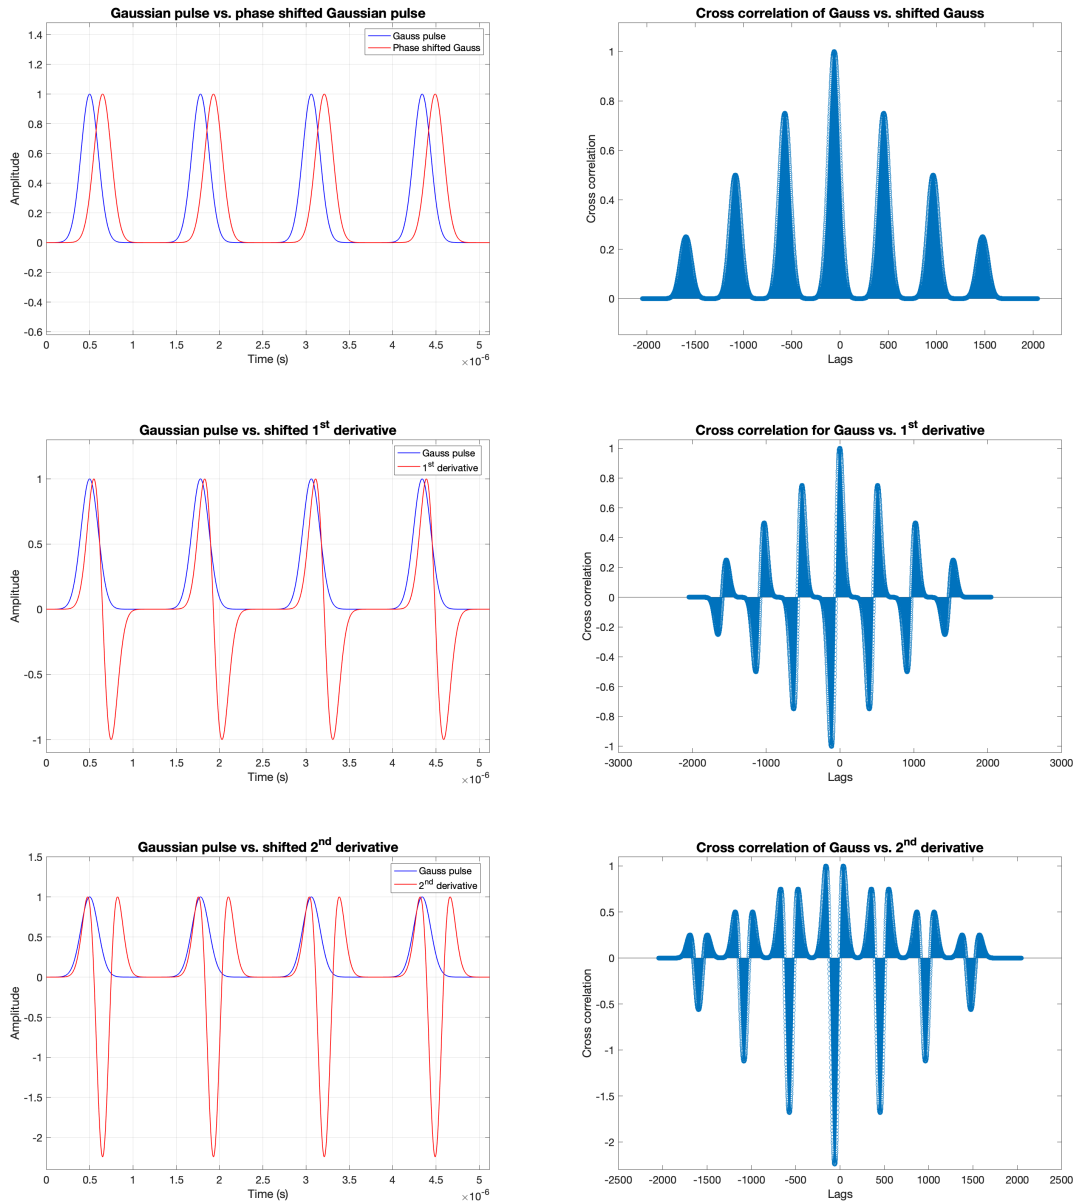 Gaussian pulse vs. phase shifted Gaussian pulse
Gauss pulse
Phase shifted Gauss
1.4
1.2
1
0.8
0.6
0.4
0.2
0
-0.2
-0.4
-0.6
Amplitude
0 0.5 1 1.5 2 2.5 3 3.5 4 4.5 5
Time (s)
×10⁻⁶
Cross correlation of Gauss vs. shifted Gauss
1
0.8
0.6
0.4
0.2
0
Cross correlation
-2000 -1500 -1000 -500 0 500 1000 1500 2000
Lags
Gaussian pulse vs. shifted 1ˢᵗ derivative
Gauss pulse
1ˢᵗ derivative
1
0.5
0
-0.5
-1
Amplitude
0 0.5 1 1.5 2 2.5 3 3.5 4 4.5 5
Time (s)
×10⁻⁶
Cross correlation for Gauss vs. 1ˢᵗ derivative
1
0.8
0.6
0.4
0.2
0
-0.2
-0.4
-0.6
-0.8
-1
Cross correlation
-3000 -2000 -1000 0 1000 2000 3000
Lags
Gaussian pulse vs. shifted 2ⁿᵈ derivative
Gauss pulse
2ⁿᵈ derivative
1.5
1
0.5
0
-0.5
-1
-1.5
-2
Amplitude
0 0.5 1 1.5 2 2.5 3 3.5 4 4.5 5
Time (s)
×10⁻⁶
Cross correlation of Gauss vs. 2ⁿᵈ derivative
1
0.5
0
-0.5
-1
-1.5
-2
Cross correlation
-2500 -2000 -1500 -1000 -500 0 500 1000 1500 2000 2500
Lags